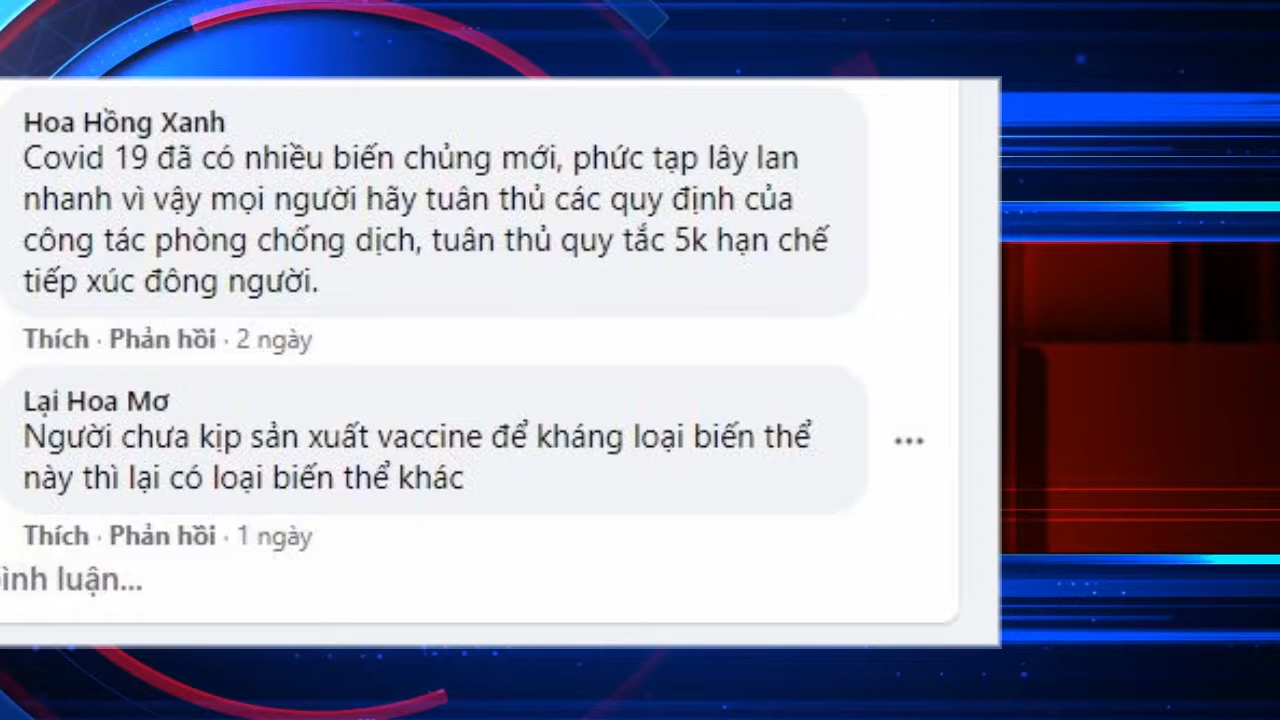 Hoa Hồng Xanh
Covid 19 đã có nhiều biến chủng mới, phức tạp lây lan
nhanh vì vậy mọi người hãy tuân thủ các quy định của
công tác phòng chống dịch, tuân thủ quy tắc 5k hạn chế
tiếp xúc đông người.
Thích · Phản hồi · 2 ngày
Lại Hoa Mơ
Người chưa kịp sản xuất vaccine để kháng loại biến thể
này thì lại có loại biến thể khác
Thích · Phản hồi · 1 ngày
ình luận...